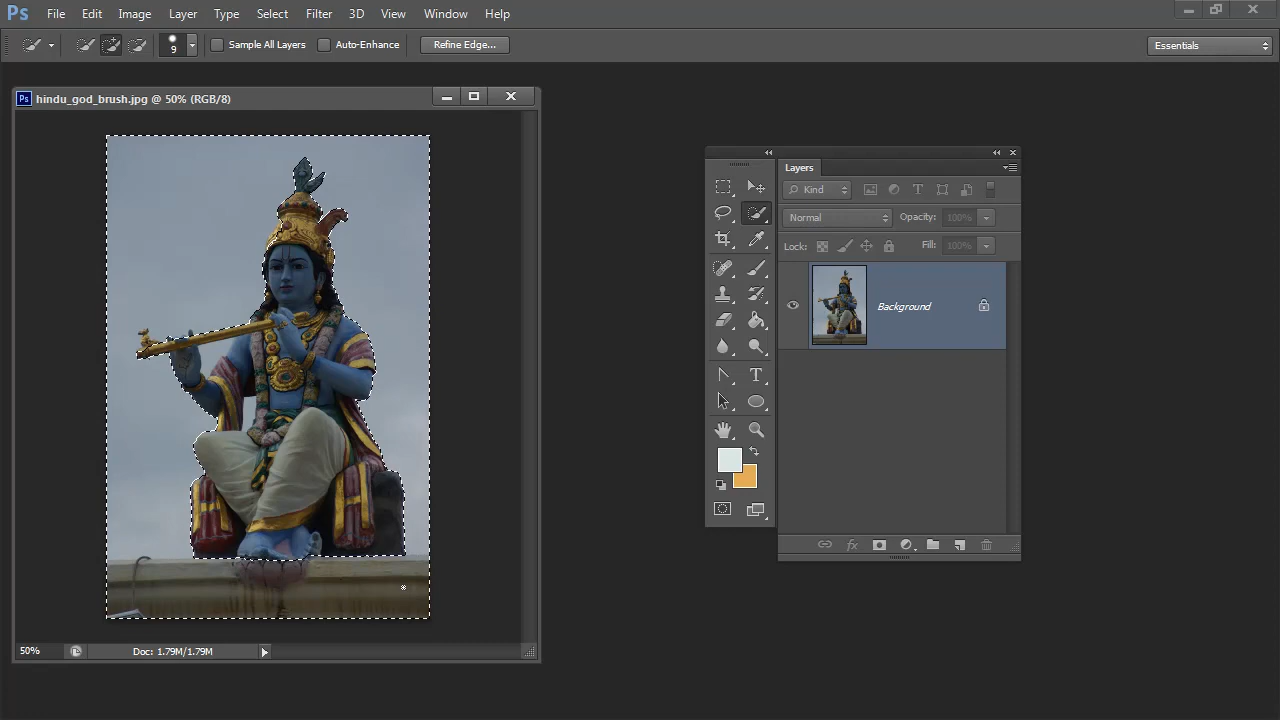 Ps File Edit Image Layer Type Select Filter 3D View Window Help
9 Sample All Layers Auto-Enhance Refine Edge... Essentials
Ps hindu_god_brush.jpg @ 50% (RGB/8)
Layers
Kind
Normal Opacity: 100%
Lock: Fill: 100%
Background
50% Doc: 1.79M/1.79M